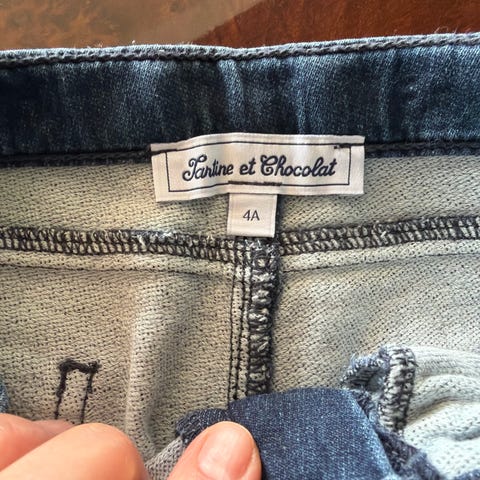 Tartine et Chocolat
4A